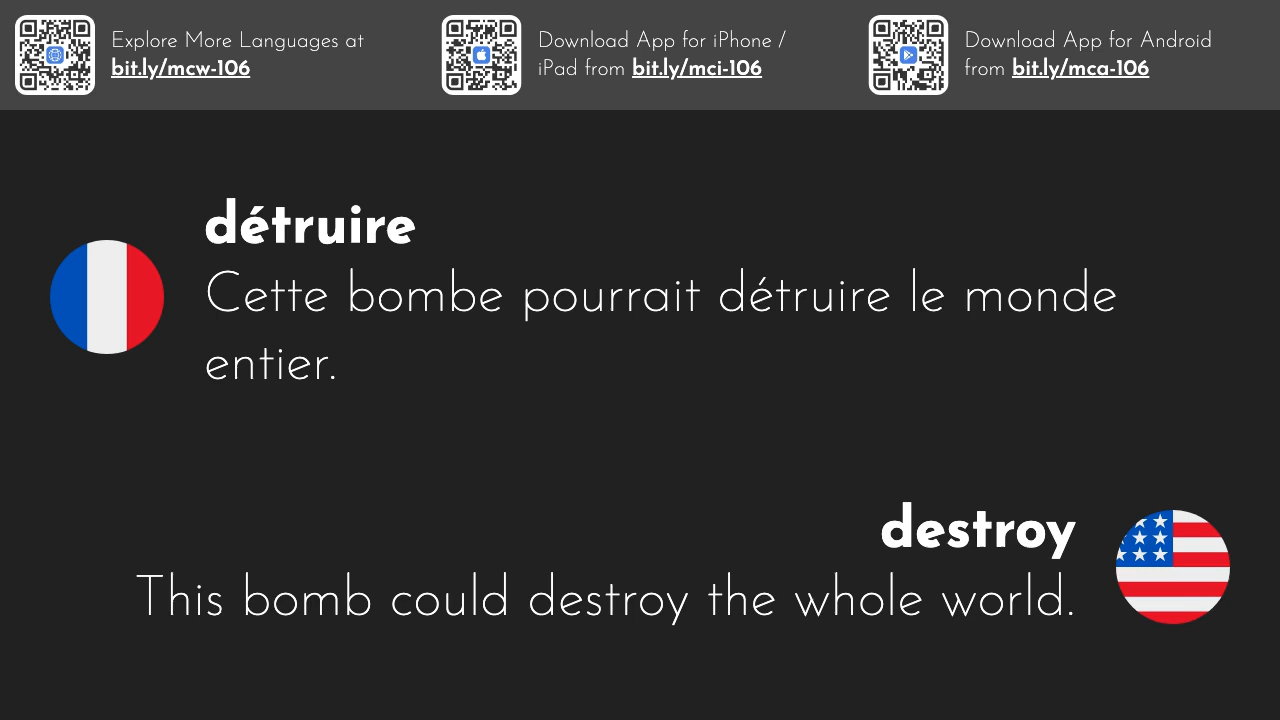 Explore More Languages at
bit.ly/mcw-106
Download App for iPhone /
iPad from bit.ly/mci-106
Download App for Android
from bit.ly/mca-106
détruire
Cette bombe pourrait détruire le monde
entier.
destroy
This bomb could destroy the whole world.